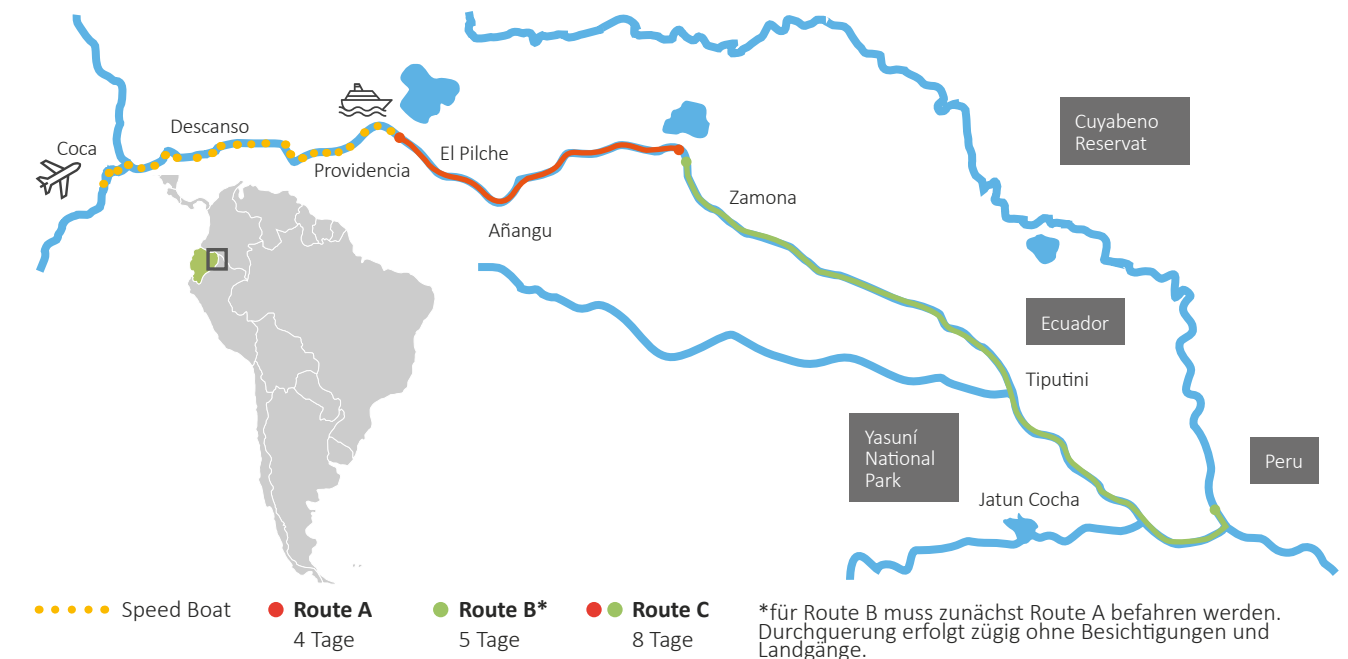 Coca
Descanso
Providencia
El Pilche
Añangu
Zamona
Cuyabeno
Reservat
Ecuador
Tiputini
Yasuní
National
Park
Jatun Cocha
Peru
Speed Boat
Route A
4 Tage
Route B*
5 Tage
Route C
8 Tage
*für Route B muss zunächst Route A befahren werden.
Durchquerung erfolgt zügig ohne Besichtigungen und
Landgänge.